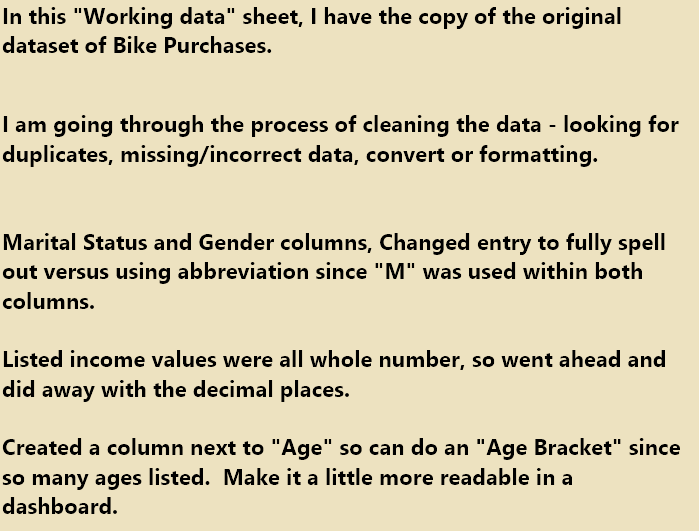 In this "Working data" sheet, I have the copy of the original
dataset of Bike Purchases.
I am going through the process of cleaning the data - looking for
duplicates, missing/incorrect data, convert or formatting.
Marital Status and Gender columns, Changed entry to fully spell
out versus using abbreviation since "M" was used within both
columns.
Listed income values were all whole number, so went ahead and
did away with the decimal places.
Created a column next to "Age" so can do an "Age Bracket" since
so many ages listed.  Make it a little more readable in a
dashboard.